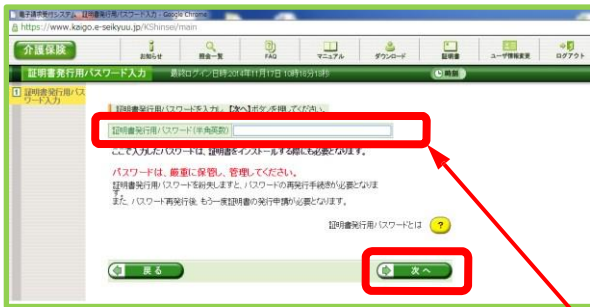 電子請求受付システム 証明書発行用パスワード入力 - Google Chrome
https://www.kaigo.e-seikyuu.jp/KShinsei/main
介護保険
お知らせ
照会一覧
FAQ
マニュアル
ダウンロード
証明書
ユーザ情報変更
ログアウト
証明書発行用パスワード入力 最終ログイン日時:2014年11月17日 10時16分18秒
時間
1 証明書発行用パス
ワード入力
証明書発行用パスワードを入力し、【次へ】ボタンを押してください。
証明書発行用パスワード(半角英数)
ここで入力したパスワードは、証明書をインストールする際にも必要となります。
パスワードは、厳重に保管し、管理してください。
証明書発行用パスワードを紛失しますと、パスワードの再発行手続きが必要となりま
す。
また、パスワード再発行後、もう一度証明書の発行申請が必要となります。
証明書発行用パスワードとは ?
戻る
次へ